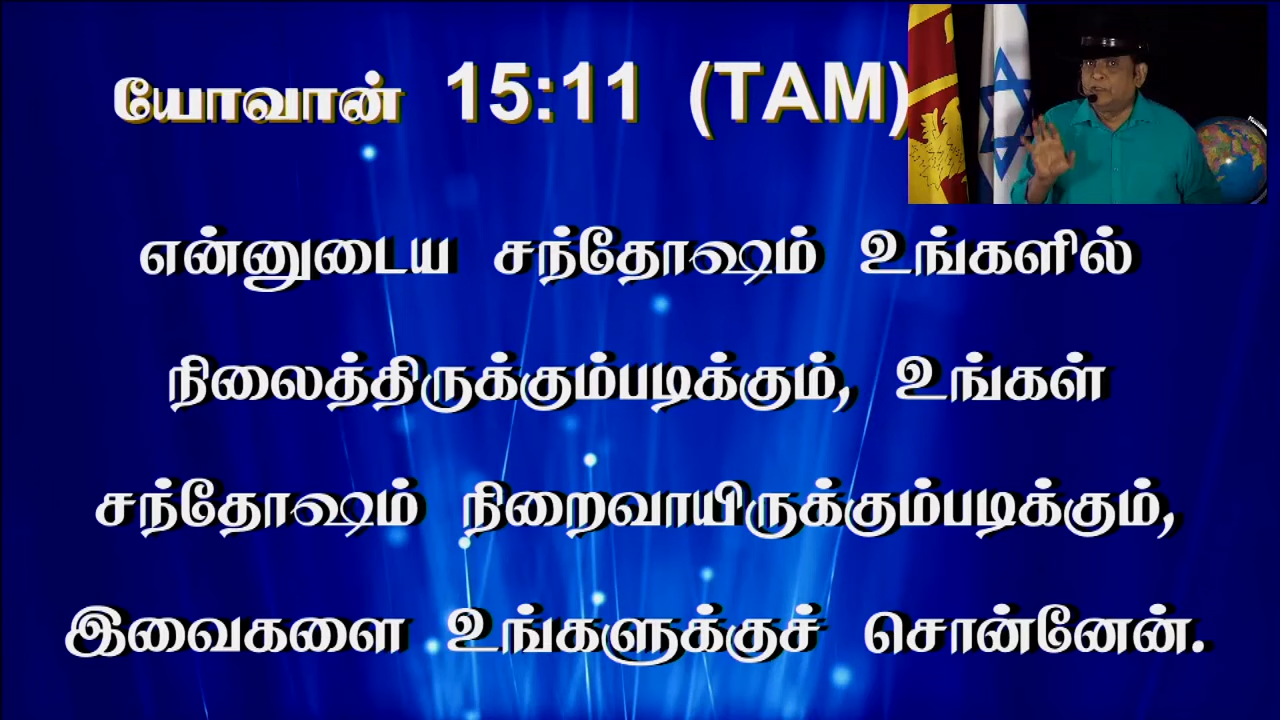 யோவான் 15:11 (TAM)
என்னுடைய சந்தோஷம் உங்களில்
நிலைத்திருக்கும்படிக்கும், உங்கள்
சந்தோஷம் நிறைவாயிருக்கும்படிக்கும்,
இவைகளை உங்களுக்குச் சொன்னேன்.